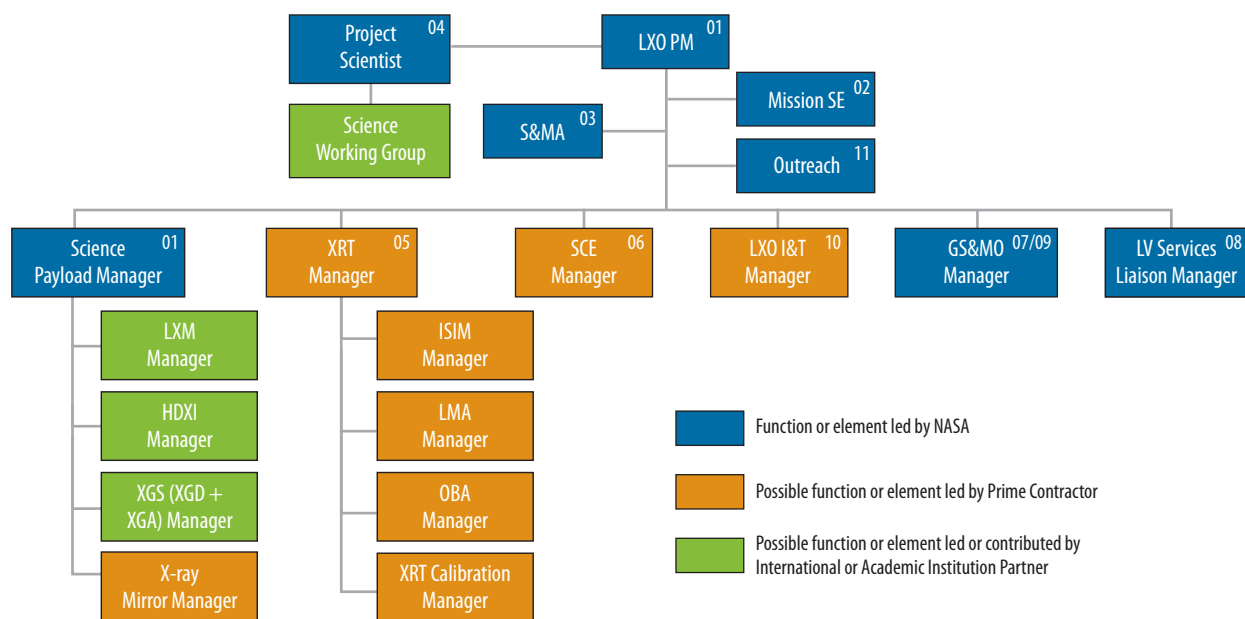 Project
Scientist
04
LXO PM
01
Mission SE
02
Science
Working Group
S&MA
03
Outreach
11
Science
Payload Manager
01
XRT
Manager
05
SCE
Manager
06
LXO I&T
Manager
10
GS&MO
Manager
07/09
LV Services
Liaison Manager
08
LXM
Manager
HDXI
Manager
XGS (XGD +
XGA) Manager
X-ray
Mirror Manager
ISIM
Manager
LMA
Manager
OBA
Manager
XRT Calibration
Manager
Function or element led by NASA
Possible function or element led by Prime Contractor
Possible function or element led or contributed by
International or Academic Institution Partner